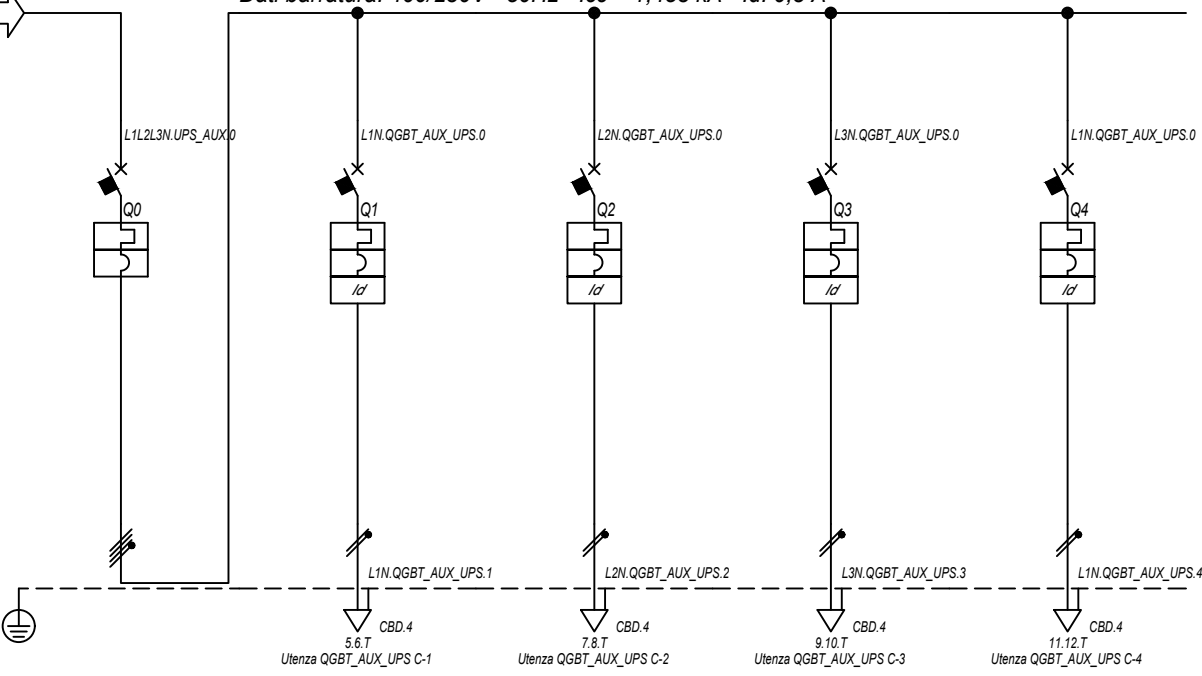 L1L2L3N.UPS_AUX.0
L1N.QGBT_AUX_UPS.0
L2N.QGBT_AUX_UPS.0
L3N.QGBT_AUX_UPS.0
L1N.QGBT_AUX_UPS.0
Q0
Q1
Q2
Q3
Q4
Id
Id
Id
Id
L1N.QGBT_AUX_UPS.1
L2N.QGBT_AUX_UPS.2
L3N.QGBT_AUX_UPS.3
L1N.QGBT_AUX_UPS.4
CBD.4
CBD.4
CBD.4
CBD.4
5.6.T
7.8.T
9.10.T
11.12.T
Utenza QGBT_AUX_UPS C-1
Utenza QGBT_AUX_UPS C-2
Utenza QGBT_AUX_UPS C-3
Utenza QGBT_AUX_UPS C-4